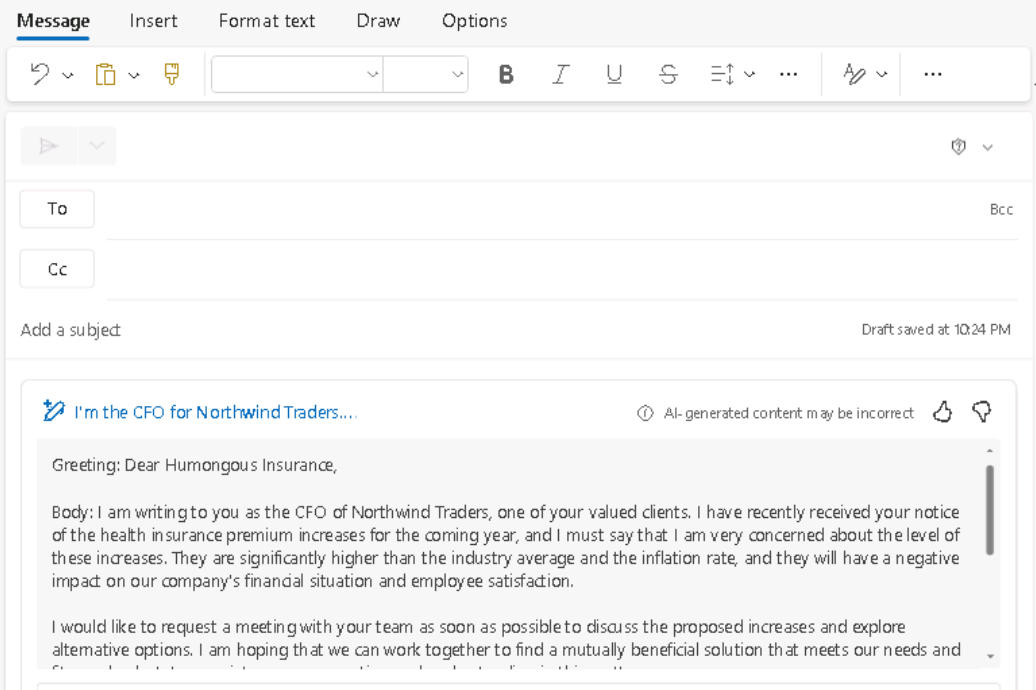 Message Insert Format text Draw Options
B I U S
To
Bcc
Cc
Add a subject
Draft saved at 10:24 PM
I'm the CFO for Northwind Traders....
AI-generated content may be incorrect
Greeting: Dear Humongous Insurance,
Body: I am writing to you as the CFO of Northwind Traders, one of your valued clients. I have recently received your notice
of the health insurance premium increases for the coming year, and I must say that I am very concerned about the level of
these increases. They are significantly higher than the industry average and the inflation rate, and they will have a negative
impact on our company's financial situation and employee satisfaction.
I would like to request a meeting with your team as soon as possible to discuss the proposed increases and explore
alternative options. I am hoping that we can work together to find a mutually beneficial solution that meets our needs and